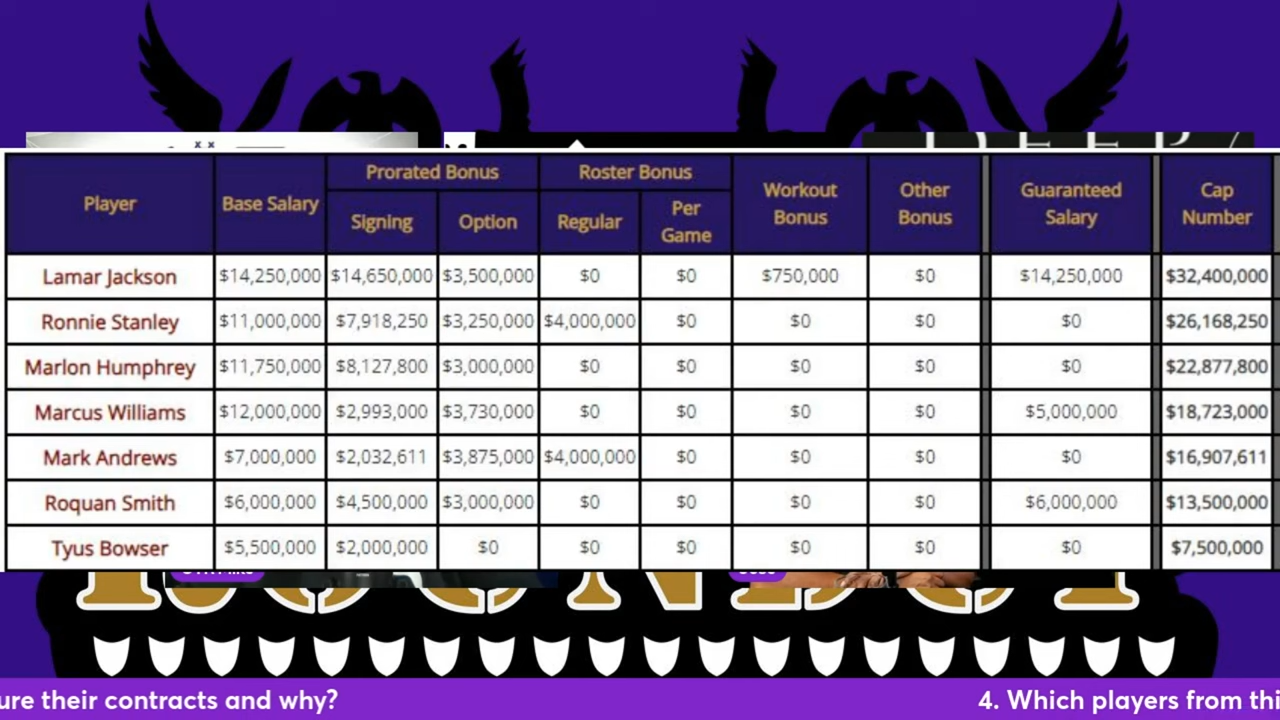 Player Base Salary Prorated Bonus Roster Bonus Workout Bonus Other Bonus Guaranteed Salary Cap Number
Signing Option Regular Per Game
Lamar Jackson $14,250,000 $14,650,000 $3,500,000 $0 $0 $750,000 $0 $14,250,000 $32,400,000
Ronnie Stanley $11,000,000 $7,918,250 $3,250,000 $4,000,000 $0 $0 $0 $0 $26,168,250
Marlon Humphrey $11,750,000 $8,127,800 $3,000,000 $0 $0 $0 $0 $0 $22,877,800
Marcus Williams $12,000,000 $2,993,000 $3,730,000 $0 $0 $0 $0 $5,000,000 $18,723,000
Mark Andrews $7,000,000 $2,032,611 $3,875,000 $4,000,000 $0 $0 $0 $0 $16,907,611
Roquan Smith $6,000,000 $4,500,000 $3,000,000 $0 $0 $0 $0 $6,000,000 $13,500,000
Tyus Bowser $5,500,000 $2,000,000 $0 $0 $0 $0 $0 $0 $7,500,000
ure their contracts and why? 4. Which players from thi